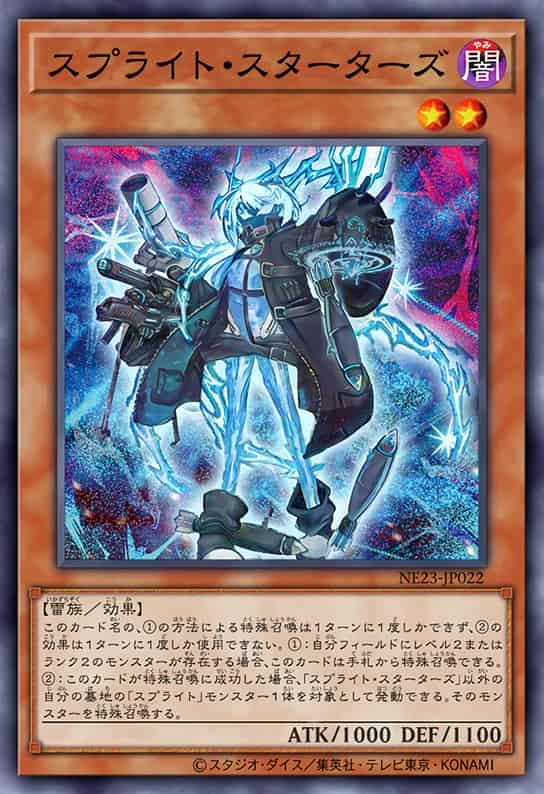 スプライト・スターターズ
闇
NE23-JP022
【雷族／効果】
このカード名の、①の方法による特殊召喚は1ターンに1度しかできず、②の
効果は1ターンに1度しか使用できない。①：自分フィールドにレベル2または
ランク2のモンスターが存在する場合、このカードは手札から特殊召喚できる。
②：このカードが特殊召喚に成功した場合、「スプライト・スターターズ」以外の
自分の墓地の「スプライト」モンスター1体を対象として発動できる。そのモン
スターを特殊召喚する。
ATK/1000 DEF/1100
©スタジオ・ダイス／集英社・テレビ東京・KONAMI